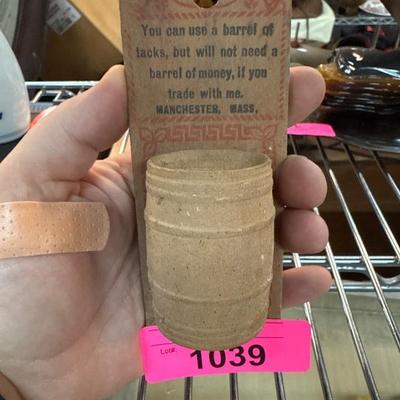 You can use a barrel of
tacks, but will not need a
barrel of money, if you
trade with me.
MANCHESTER, MASS,
Lot#:
1039